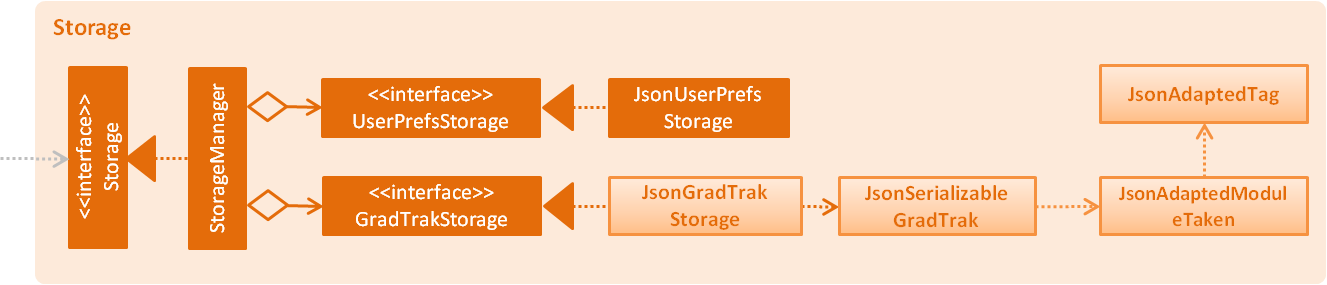 Storage
<<interface>>
Storage
StorageManager
<<interface>>
UserPrefsStorage
JsonUserPrefs
Storage
JsonAdaptedTag
<<interface>>
GradTrakStorage
JsonGradTrak
Storage
JsonSerializable
GradTrak
JsonAdaptedModul
eTaken